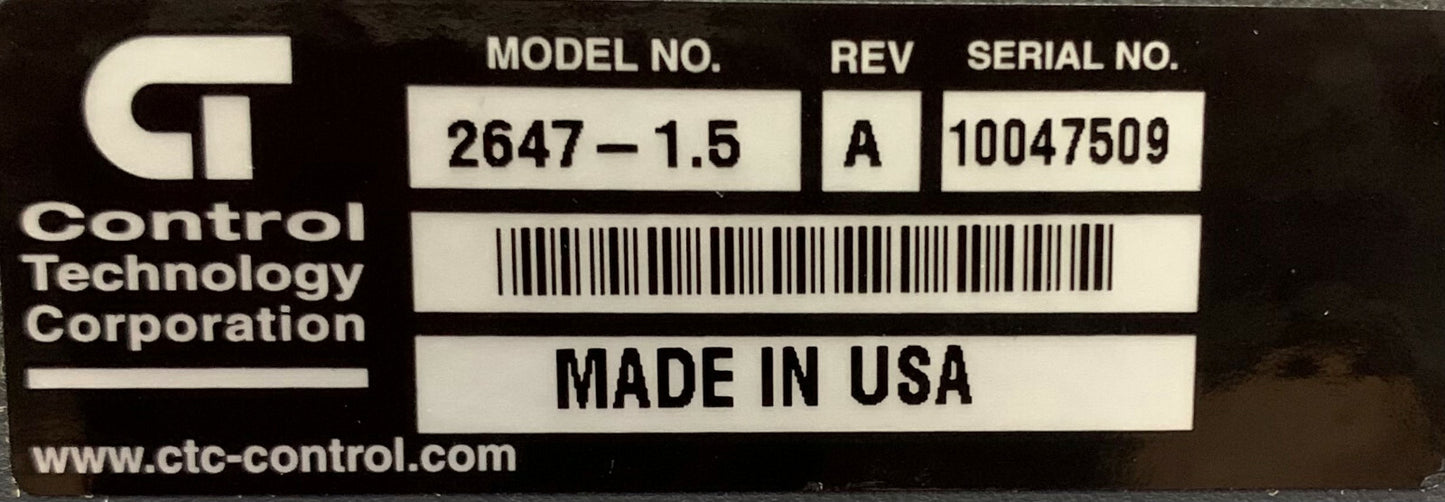 MODEL NO. REV SERIAL NO.
2647-1.5 A 10047509
Control
Technology
Corporation
MADE IN USA
www.ctc-control.com